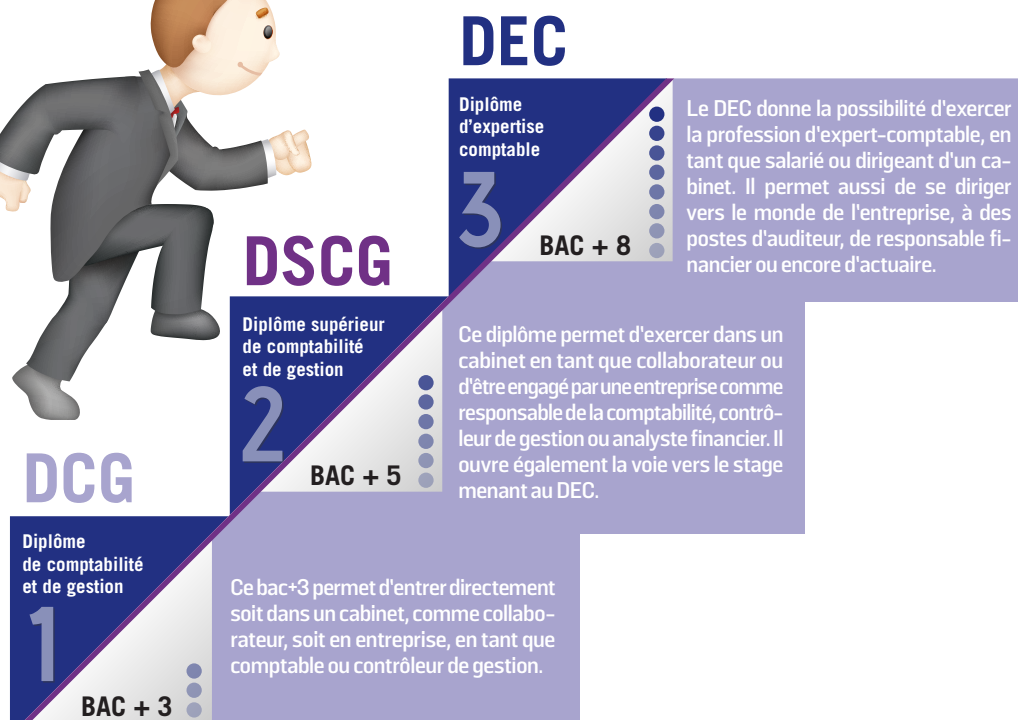 DEC
Diplôme
d'expertise
comptable
3
BAC + 8
Le DEC donne la possibilité d'exercer
la profession d'expert-comptable, en
tant que salarié ou dirigeant d'un ca-
binet. Il permet aussi de se diriger
vers le monde de l'entreprise, à des
postes d'auditeur, de responsable fi-
nancier ou encore d'actuaire.
DSCG
Diplôme supérieur
de comptabilité
et de gestion
2
BAC + 5
Ce diplôme permet d'exercer dans un
cabinet en tant que collaborateur ou
d'être engagé par une entreprise comme
responsable de la comptabilité, contrô-
leur de gestion ou analyste financier. Il
ouvre également la voie vers le stage
menant au DEC.
DCG
Diplôme
de comptabilité
et de gestion
1
BAC + 3
Ce bac+3 permet d'entrer directement
soit dans un cabinet, comme collabo-
rateur, soit en entreprise, en tant que
comptable ou contrôleur de gestion.